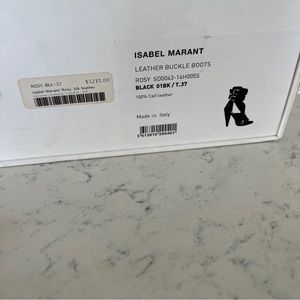 ISABEL MARANT
LEATHER BUCKLE BOOTS
ROSY SD0043-14H005S
BLACK 01BK / T.37
100% Calf leather
Made in Italy
ROSY-BLK-37
$1215.00
Isabel Marant 'Rosy' blk leather